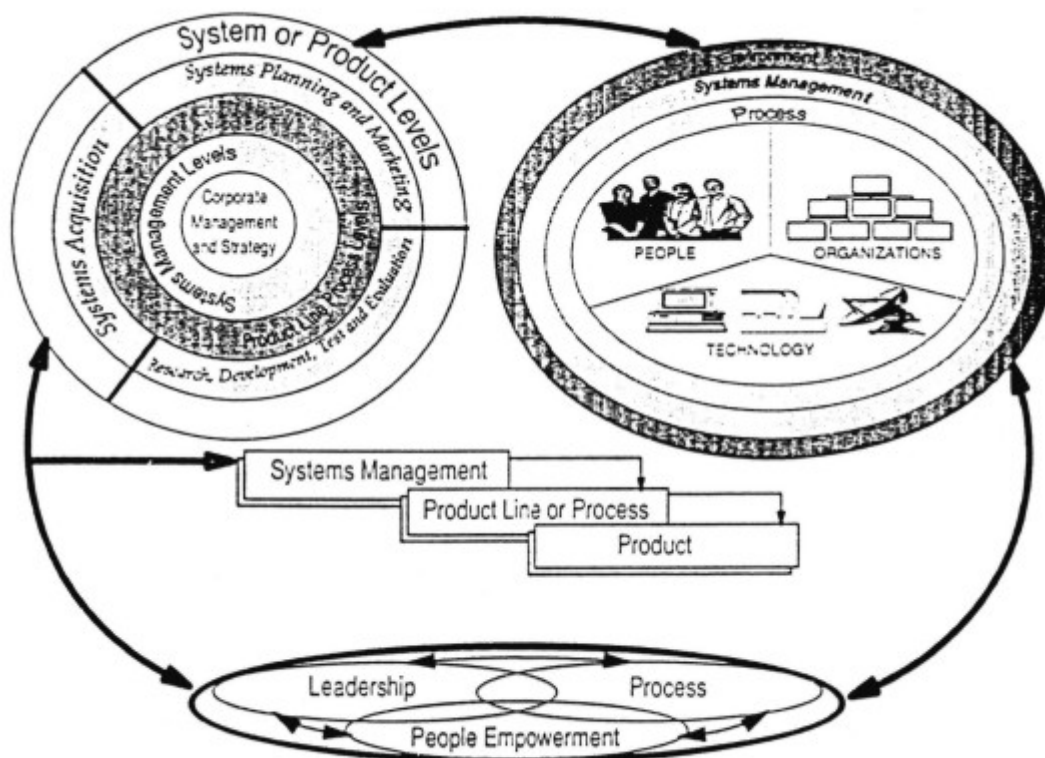 System or Product Levels
Systems Planning and Marketing
Systems Acquisition
Research, Development, Test and Evaluation
Product Line Process Levels
Systems Management Levels
Corporate
Management
and Strategy
Environment
Systems Management
Process
PEOPLE
ORGANIZATIONS
TECHNOLOGY
Systems Management
Product Line or Process
Product
Leadership
Process
People Empowerment